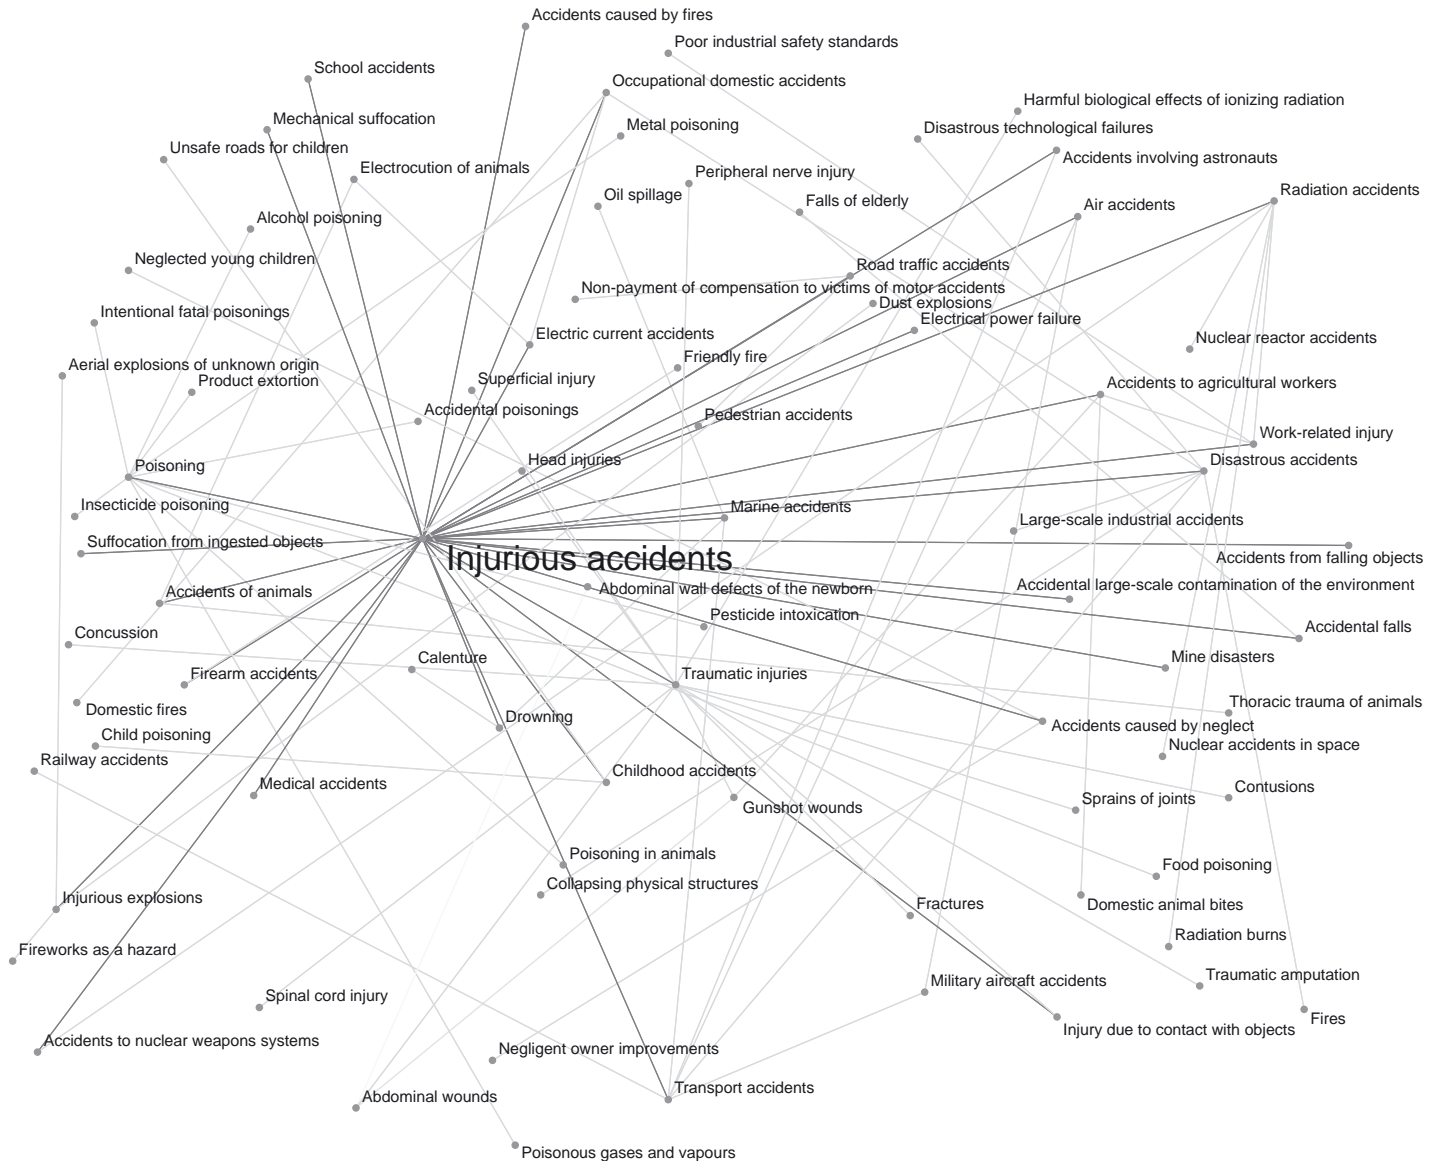 Accidents caused by fires
Poor industrial safety standards
School accidents
Occupational domestic accidents
Harmful biological effects of ionizing radiation
Mechanical suffocation
Metal poisoning
Disastrous technological failures
Unsafe roads for children
Accidents involving astronauts
Electrocution of animals
Peripheral nerve injury
Radiation accidents
Oil spillage
Falls of elderly
Air accidents
Alcohol poisoning
Neglected young children
Road traffic accidents
Non-payment of compensation to victims of motor accidents
Dust explosions
Intentional fatal poisonings
Electrical power failure
Electric current accidents
Nuclear reactor accidents
Friendly fire
Aerial explosions of unknown origin
Product extortion
Superficial injury
Accidents to agricultural workers
Accidental poisonings
Pedestrian accidents
Work-related injury
Poisoning
Head injuries
Disastrous accidents
Insecticide poisoning
Marine accidents
Large-scale industrial accidents
Suffocation from ingested objects
Injurious accidents
Accidents from falling objects
Accidents of animals
Abdominal wall defects of the newborn
Accidental large-scale contamination of the environment
Pesticide intoxication
Concussion
Accidental falls
Calenture
Mine disasters
Firearm accidents
Traumatic injuries
Thoracic trauma of animals
Domestic fires
Drowning
Accidents caused by neglect
Child poisoning
Nuclear accidents in space
Railway accidents
Childhood accidents
Medical accidents
Contusions
Sprains of joints
Gunshot wounds
Poisoning in animals
Food poisoning
Collapsing physical structures
Injurious explosions
Fractures
Domestic animal bites
Radiation burns
Fireworks as a hazard
Traumatic amputation
Military aircraft accidents
Spinal cord injury
Fires
Injury due to contact with objects
Accidents to nuclear weapons systems
Negligent owner improvements
Transport accidents
Abdominal wounds
Poisonous gases and vapours